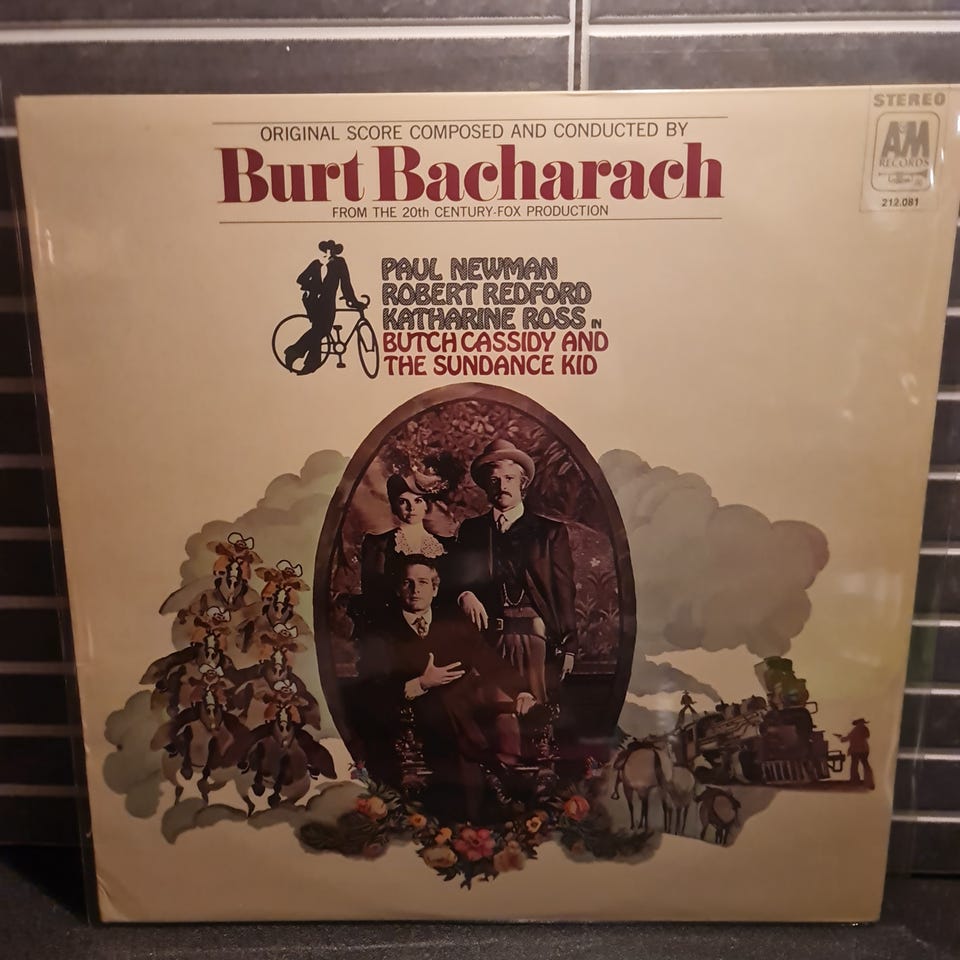 ORIGINAL SCORE COMPOSED AND CONDUCTED BY
Burt Bacharach
FROM THE 20th CENTURY-FOX PRODUCTION
STEREO
A&M
RECORDS
212.081
PAUL NEWMAN
ROBERT REDFORD
KATHARINE ROSS IN
BUTCH CASSIDY AND
THE SUNDANCE KID